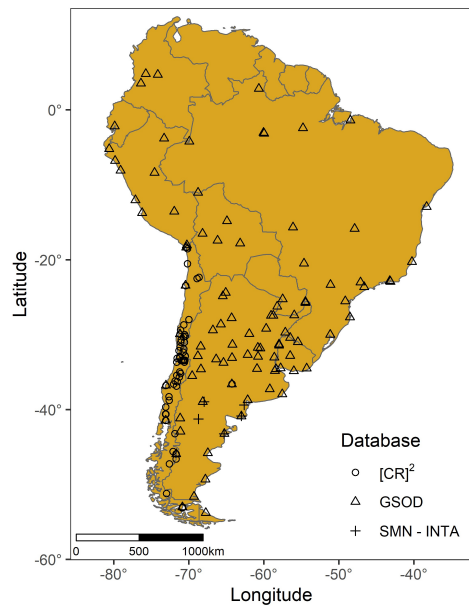 0°
-20°
-40°
-60°
Latitude
Database
[CR]²
GSOD
SMN - INTA
0 500 1000km
-80° -70° -60° -50° -40° -30°
Longitude